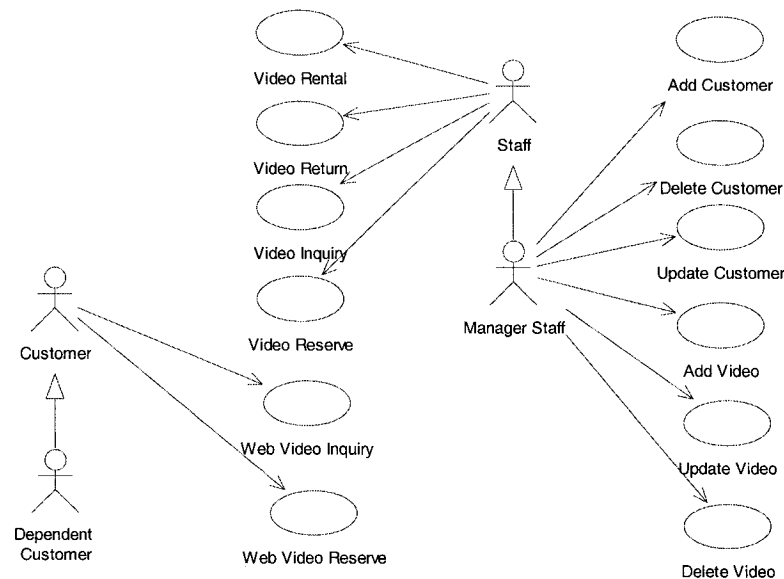 Video Rental
Add Customer
Staff
Video Return
Delete Customer
Video Inquiry
Update Customer
Manager Staff
Customer
Video Reserve
Add Video
Web Video Inquiry
Update Video
Dependent
Customer
Web Video Reserve
Delete Video